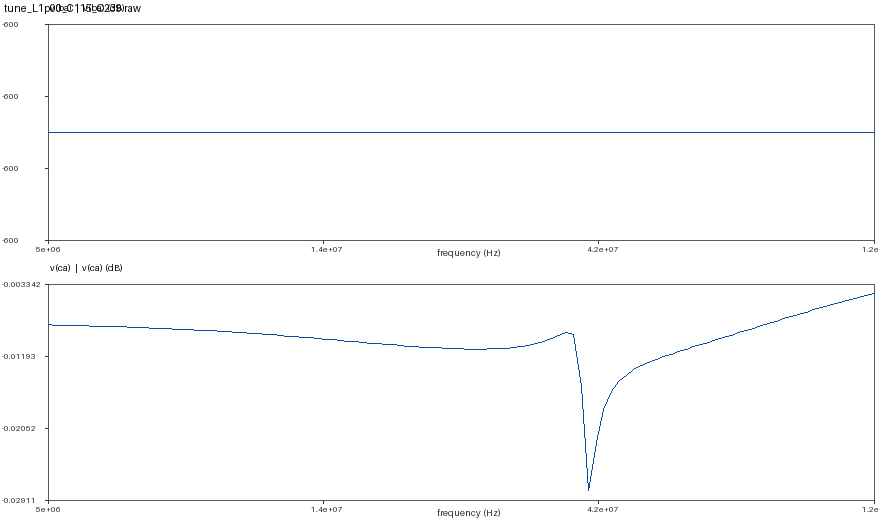 -600
-600
-600
-600
5e+06
1.4e+07
4.2e+07
1.2e
frequency (Hz)
v(ca) | v(ca) (dB)
-0.003342
-0.01193
-0.02052
-0.02911
5e+06
1.4e+07
4.2e+07
1.2e
frequency (Hz)